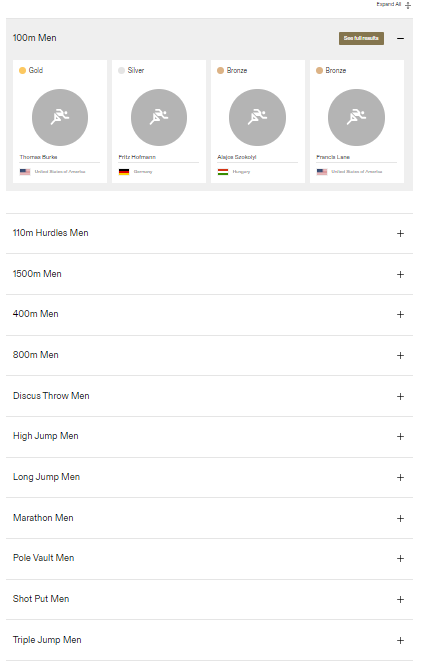 Expand All
100m Men
See full results
Gold
Silver
Bronze
Bronze
Thomas Burke
Fritz Hofmann
Alajos Szokolyi
Francis Lane
United States of America
Germany
Hungary
United States of America
110m Hurdles Men
1500m Men
400m Men
800m Men
Discus Throw Men
High Jump Men
Long Jump Men
Marathon Men
Pole Vault Men
Shot Put Men
Triple Jump Men